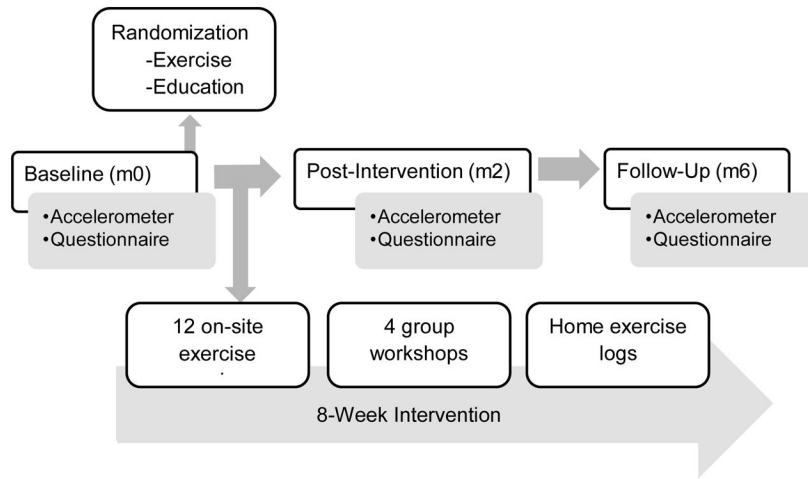 Randomization
-Exercise
-Education
Baseline (m0)
•Accelerometer
•Questionnaire
Post-Intervention (m2)
•Accelerometer
•Questionnaire
Follow-Up (m6)
•Accelerometer
•Questionnaire
12 on-site
exercise
.
4 group
workshops
Home exercise
logs
8-Week Intervention